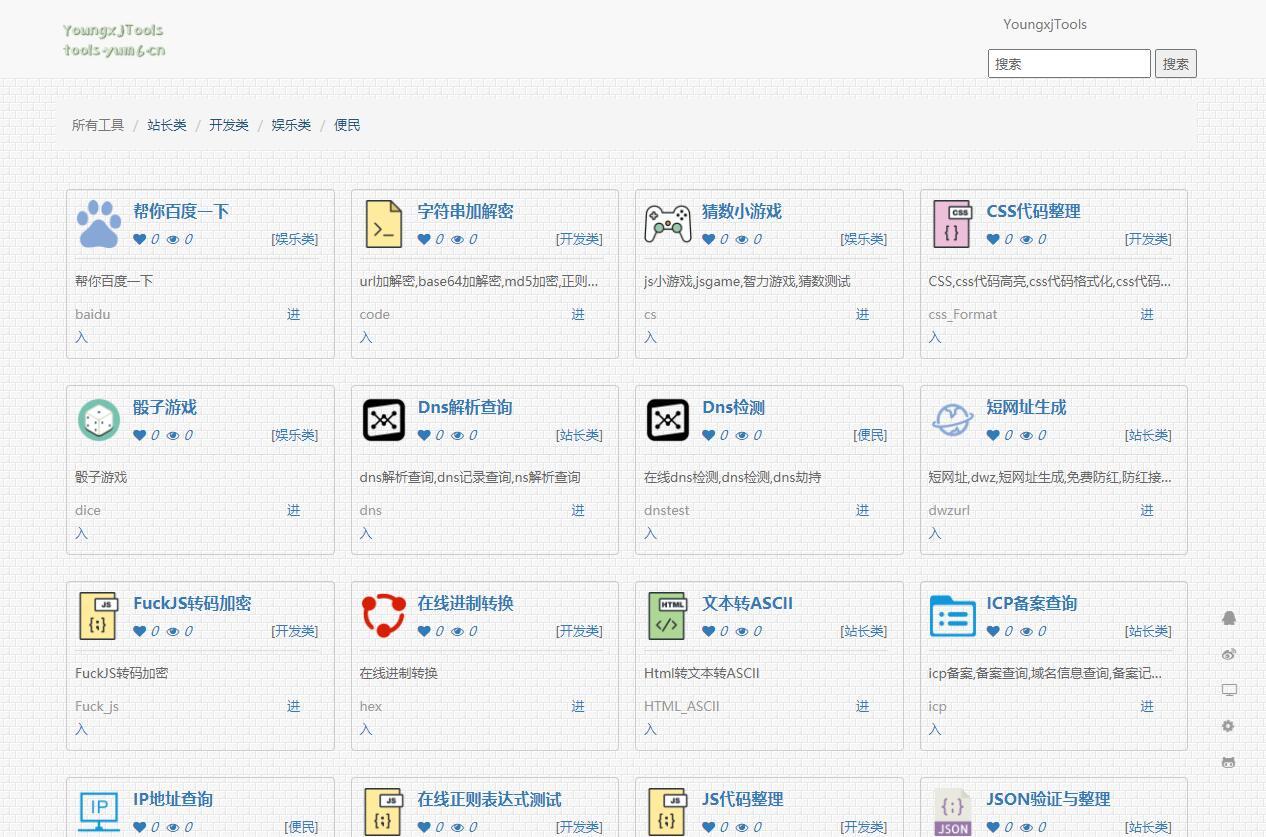 YoungxJTools
tools-yum6-cn
YoungxjTools
搜索 搜索
所有工具 / 站长类 / 开发类 / 娱乐类 / 便民
帮你百度一下 字符串加解密 猜数小游戏 CSS代码整理
0 0 [娱乐类] 0 0 [开发类] 0 0 [娱乐类] CSS { } 0 0 [开发类]
帮你百度一下 url加解密,base64加解密,md5加密,正则... js小游戏,jsgame,智力游戏,猜数测试 CSS,css代码高亮,css代码格式化,css代码...
baidu 进 code 进 cs 进 css_Format 进
入 入 入 入
骰子游戏 Dns解析查询 Dns检测 短网址生成
0 0 [娱乐类] 0 0 [站长类] 0 0 [便民] 0 0 [站长类]
骰子游戏 dns解析查询,dns记录查询,ns解析查询 在线dns检测,dns检测,dns劫持 短网址,dwz,短网址生成,免费防红,防红接...
dice 进 dns 进 dnstest 进 dwzurl 进
入 入 入 入
JS {;} FuckJS转码加密 在线进制转换 HTML </> 文本转ASCII ICP备案查询
0 0 [开发类] 0 0 [开发类] 0 0 [站长类] 0 0 [站长类]
FuckJS转码加密 在线进制转换 Html转文本转ASCII icp备案,备案查询,域名信息查询,备案记...
Fuck_js 进 hex 进 HTML_ASCII 进 icp 进
入 入 入 入
IP IP地址查询 JS {;} 在线正则表达式测试 JS {;} JS代码整理 {;} JSON JSON验证与整理
0 0 [便民] 0 0 [开发类] 0 0 [开发类] 0 0 [站长类]